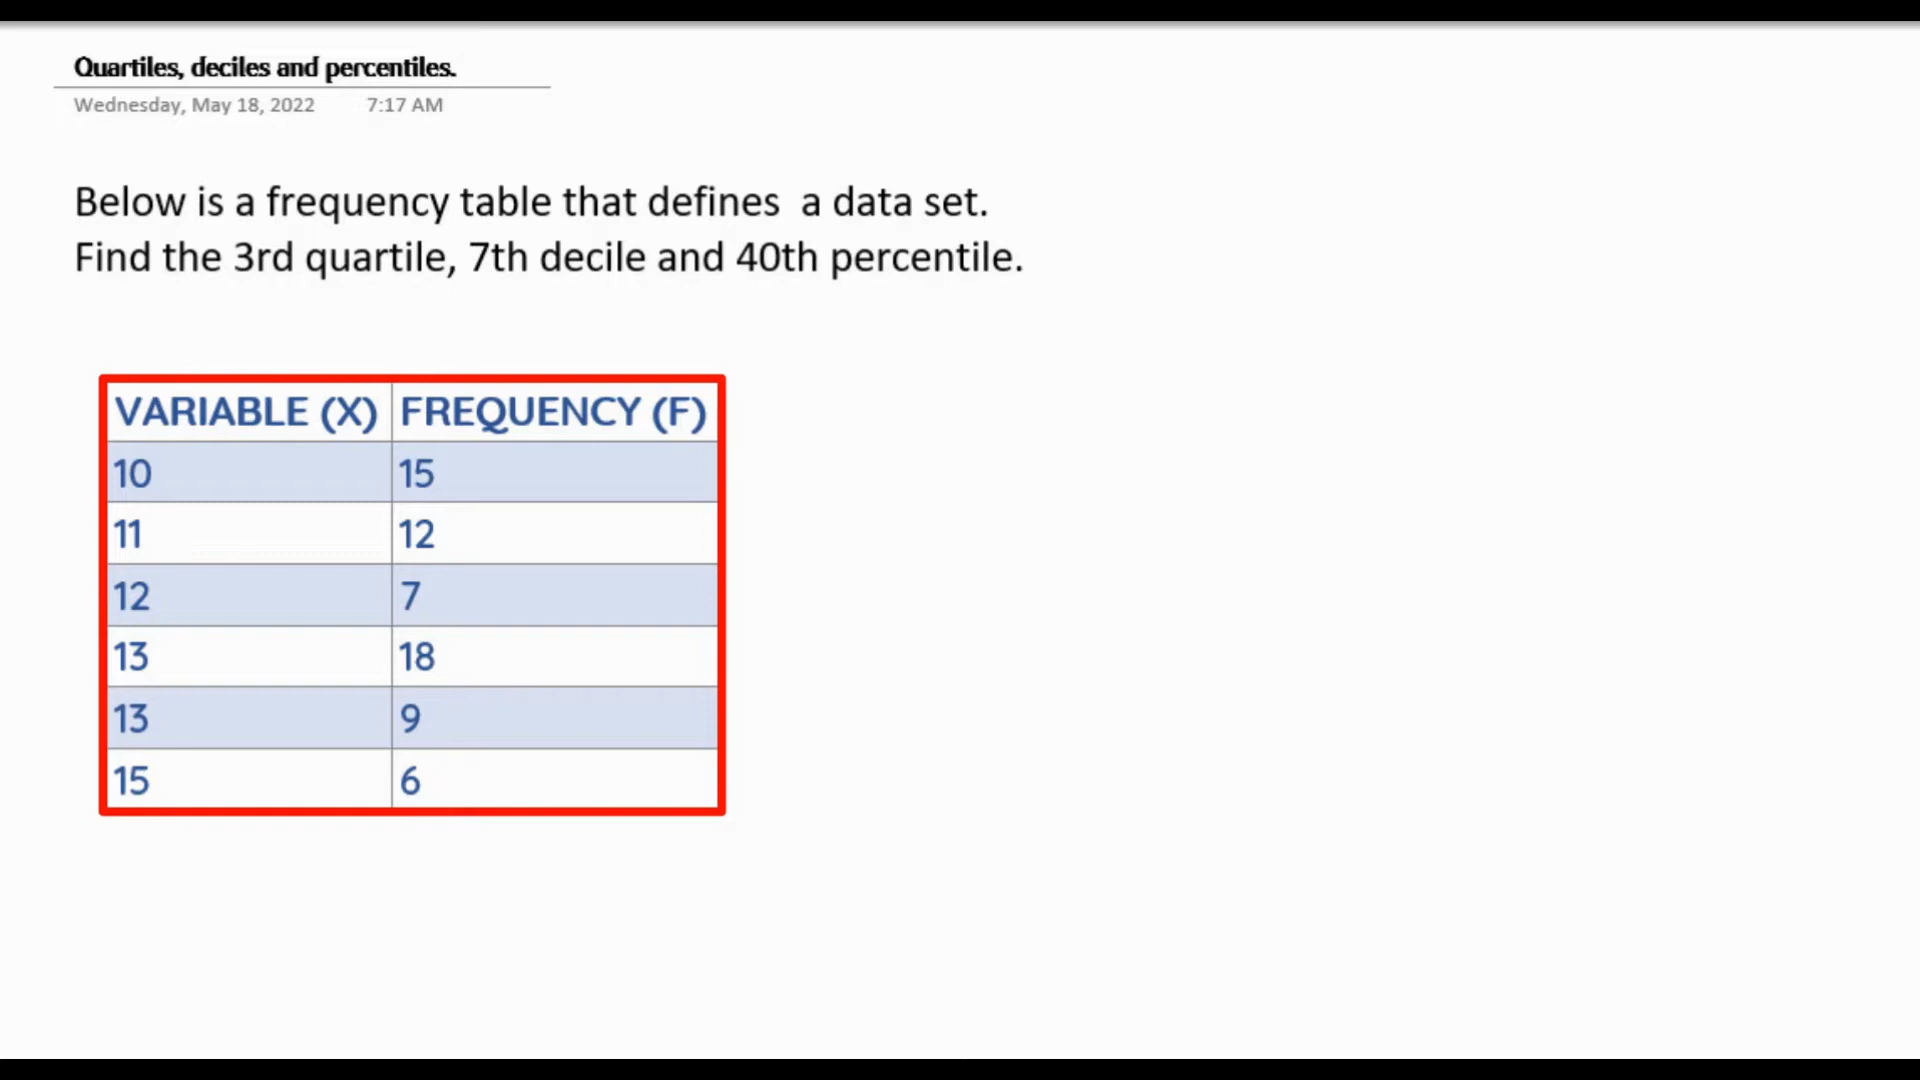 Quartiles, deciles and percentiles.
Wednesday, May 18, 2022 7:17 AM
Below is a frequency table that defines a data set.
Find the 3rd quartile, 7th decile and 40th percentile.
VARIABLE (X) FREQUENCY (F)
10 15
11 12
12 7
13 18
13 9
15 6